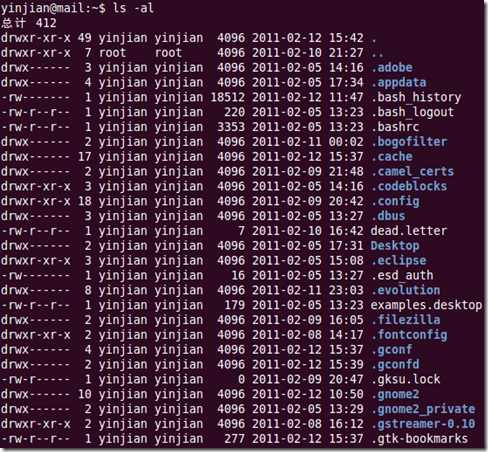 yinjian@mail:~$ ls -al
总计 412
drwxr-xr-x 49 yinjian yinjian  4096 2011-02-12 15:42 .
drwxr-xr-x  7 root    root     4096 2011-02-10 21:27 ..
drwx------  3 yinjian yinjian  4096 2011-02-05 14:16 .adobe
drwx------  4 yinjian yinjian  4096 2011-02-05 17:34 .appdata
-rw-------  1 yinjian yinjian 18512 2011-02-12 11:47 .bash_history
-rw-r--r--  1 yinjian yinjian   220 2011-02-05 13:23 .bash_logout
-rw-r--r--  1 yinjian yinjian  3353 2011-02-05 13:23 .bashrc
drwx------  2 yinjian yinjian  4096 2011-02-11 00:02 .bogofilter
drwx------ 17 yinjian yinjian  4096 2011-02-12 15:37 .cache
drwx------  2 yinjian yinjian  4096 2011-02-09 21:48 .camel_certs
drwxr-xr-x  3 yinjian yinjian  4096 2011-02-05 14:16 .codeblocks
drwxr-xr-x 18 yinjian yinjian  4096 2011-02-09 20:42 .config
drwx------  3 yinjian yinjian  4096 2011-02-05 13:27 .dbus
-rw-r--r--  1 yinjian yinjian     7 2011-02-10 16:42 dead.letter
drwx------  2 yinjian yinjian  4096 2011-02-05 17:31 Desktop
drwxr-xr-x  3 yinjian yinjian  4096 2011-02-05 15:08 .eclipse
-rw-------  1 yinjian yinjian    16 2011-02-05 13:27 .esd_auth
drwx------  8 yinjian yinjian  4096 2011-02-11 23:03 .evolution
-rw-r--r--  1 yinjian yinjian   179 2011-02-05 13:23 examples.desktop
drwx------  2 yinjian yinjian  4096 2011-02-09 16:05 .filezilla
drwxr-xr-x  2 yinjian yinjian  4096 2011-02-08 14:17 .fontconfig
drwx------  4 yinjian yinjian  4096 2011-02-12 15:37 .gconf
drwx------  2 yinjian yinjian  4096 2011-02-12 15:39 .gconfd
-rw-r-----  1 yinjian yinjian     0 2011-02-09 20:47 .gksu.lock
drwx------ 10 yinjian yinjian  4096 2011-02-12 10:50 .gnome2
drwx------  2 yinjian yinjian  4096 2011-02-05 13:29 .gnome2_private
drwxr-xr-x  2 yinjian yinjian  4096 2011-02-08 16:12 .gstreamer-0.10
-rw-r--r--  1 yinjian yinjian   277 2011-02-12 15:37 .gtk-bookmarks